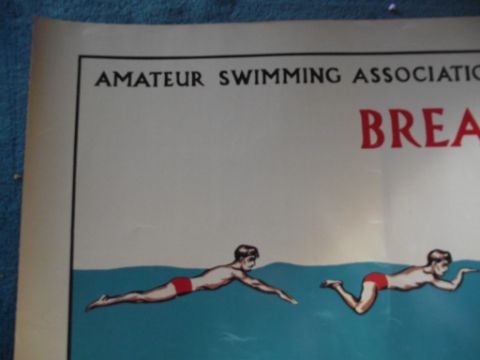 AMATEUR SWIMMING ASSOCIATIO
BREA